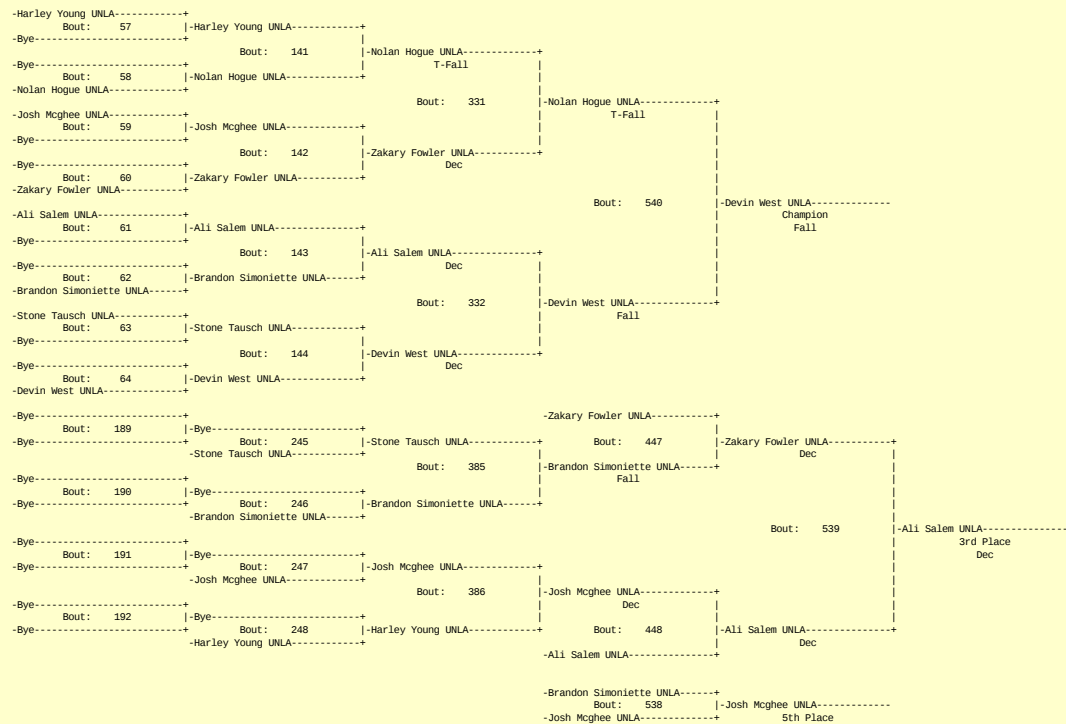 -Harley Young UNLA------------+
Bout: 57 |-Harley Young UNLA------------+
-Bye--------------------------+ |
Bout: 141 |-Nolan Hogue UNLA-------------+
-Bye--------------------------+ | T-Fall |
Bout: 58 |-Nolan Hogue UNLA-------------+ |
-Nolan Hogue UNLA-------------+ |
Bout: 331 |-Nolan Hogue UNLA-------------+
-Josh Mcghee UNLA-------------+ | T-Fall |
Bout: 59 |-Josh Mcghee UNLA-------------+ | |
-Bye--------------------------+ | | |
Bout: 142 |-Zakary Fowler UNLA-----------+ |
-Bye--------------------------+ | Dec |
Bout: 60 |-Zakary Fowler UNLA-----------+ |
-Zakary Fowler UNLA-----------+ |
Bout: 540 |-Devin West UNLA--------------
-Ali Salem UNLA---------------+ | Champion
Bout: 61 |-Ali Salem UNLA---------------+ | Fall
-Bye--------------------------+ | |
Bout: 143 |-Ali Salem UNLA---------------+ |
-Bye--------------------------+ | Dec | |
Bout: 62 |-Brandon Simoniette UNLA------+ | |
-Brandon Simoniette UNLA------+ | |
Bout: 332 |-Devin West UNLA--------------+
-Stone Tausch UNLA------------+ | Fall
Bout: 63 |-Stone Tausch UNLA------------+ |
-Bye--------------------------+ | |
Bout: 144 |-Devin West UNLA--------------+
-Bye--------------------------+ | Dec
Bout: 64 |-Devin West UNLA--------------+
-Devin West UNLA--------------+
-Bye--------------------------+ -Zakary Fowler UNLA-----------+
Bout: 189 |-Bye--------------------------+ |
-Bye--------------------------+ Bout: 245 |-Stone Tausch UNLA------------+ Bout: 447 |-Zakary Fowler UNLA-----------+
-Stone Tausch UNLA------------+ | | Dec |
Bout: 385 |-Brandon Simoniette UNLA------+ |
-Bye--------------------------+ | Fall |
Bout: 190 |-Bye--------------------------+ | |
-Bye--------------------------+ Bout: 246 |-Brandon Simoniette UNLA------+ |
-Brandon Simoniette UNLA------+ |
Bout: 539 |-Ali Salem UNLA---------------
-Bye--------------------------+ | 3rd Place
Bout: 191 |-Bye--------------------------+ | Dec
-Bye--------------------------+ Bout: 247 |-Josh Mcghee UNLA-------------+ |
-Josh Mcghee UNLA-------------+ | |
Bout: 386 |-Josh Mcghee UNLA-------------+ |
-Bye--------------------------+ | Dec | |
Bout: 192 |-Bye--------------------------+ | | |
-Bye--------------------------+ Bout: 248 |-Harley Young UNLA------------+ Bout: 448 |-Ali Salem UNLA---------------+
-Harley Young UNLA------------+ | Dec
-Ali Salem UNLA---------------+
-Brandon Simoniette UNLA------+
Bout: 538 |-Josh Mcghee UNLA-------------
-Josh Mcghee UNLA-------------+ 5th Place